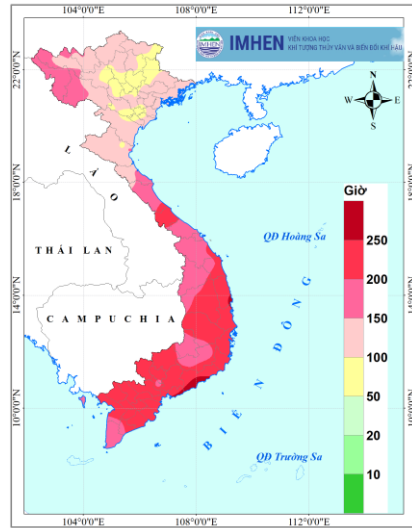 104°0'0"E 108°0'0"E 112°0'0"E
IMHEN
VIỆN KHOA HỌC
KHÍ TƯỢNG THỦY VĂN VÀ BIẾN ĐỔI KHÍ HẬU
22°0'0"N
N
W E
S
LÀO
18°0'0"N
Giờ
THÁI LAN
QĐ Hoàng Sa
250
200
14°0'0"N
CAMPUCHIA
150
100
BIỂN ĐÔNG
50
10°0'0"N
20
QĐ Trường Sa
10
104°0'0"E 108°0'0"E 112°0'0"E